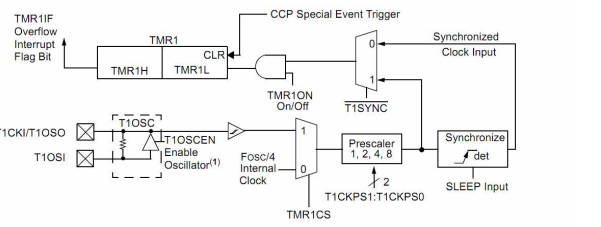 TMR1IF
Overflow
Interrupt
Flag Bit
TMR1
CLR
TMR1H
TMR1L
CCP Special Event Trigger
TMR1ON
On/Off
0
1
T1SYNC
Synchronized
Clock Input
T1CKI/T1OSO
T1OSI
T1OSC
T1OSCEN
Enable
Oscillator(1)
Fosc/4
Internal
Clock
1
0
TMR1CS
Prescaler
1, 2, 4, 8
2
T1CKPS1:T1CKPS0
Synchronize
det
SLEEP Input